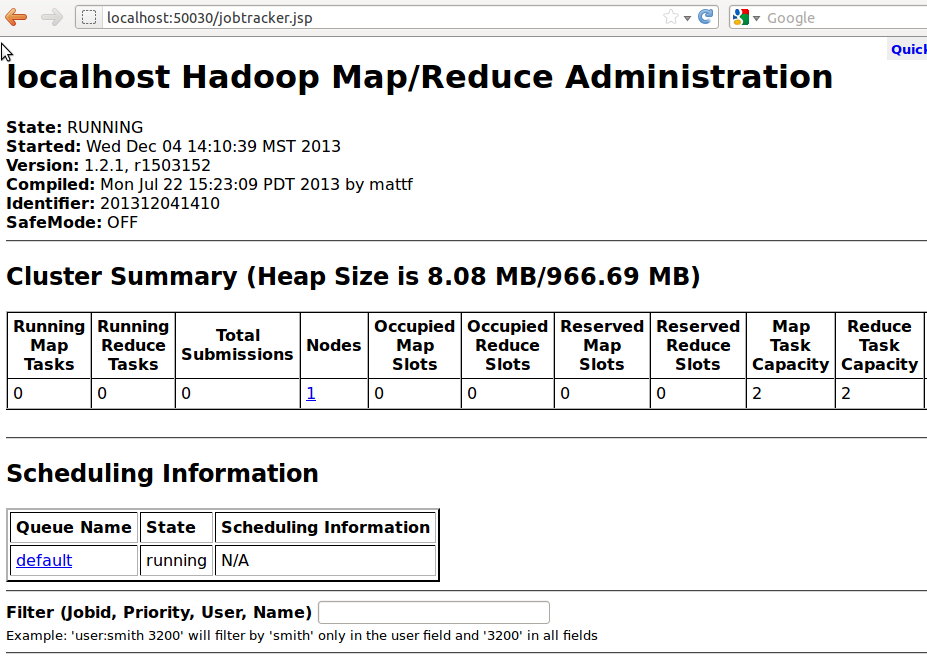 localhost:50030/jobtracker.jsp
Google
Quick
localhost Hadoop Map/Reduce Administration
State: RUNNING
Started: Wed Dec 04 14:10:39 MST 2013
Version: 1.2.1, r1503152
Compiled: Mon Jul 22 15:23:09 PDT 2013 by mattf
Identifier: 201312041410
SafeMode: OFF
Cluster Summary (Heap Size is 8.08 MB/966.69 MB)
Running Map Tasks Running Reduce Tasks Total Submissions Nodes Occupied Map Slots Occupied Reduce Slots Reserved Map Slots Reserved Reduce Slots Map Task Capacity Reduce Task Capacity
0 0 0 1 0 0 0 0 2 2
Scheduling Information
Queue Name State Scheduling Information
default running N/A
Filter (Jobid, Priority, User, Name)
Example: 'user:smith 3200' will filter by 'smith' only in the user field and '3200' in all fields